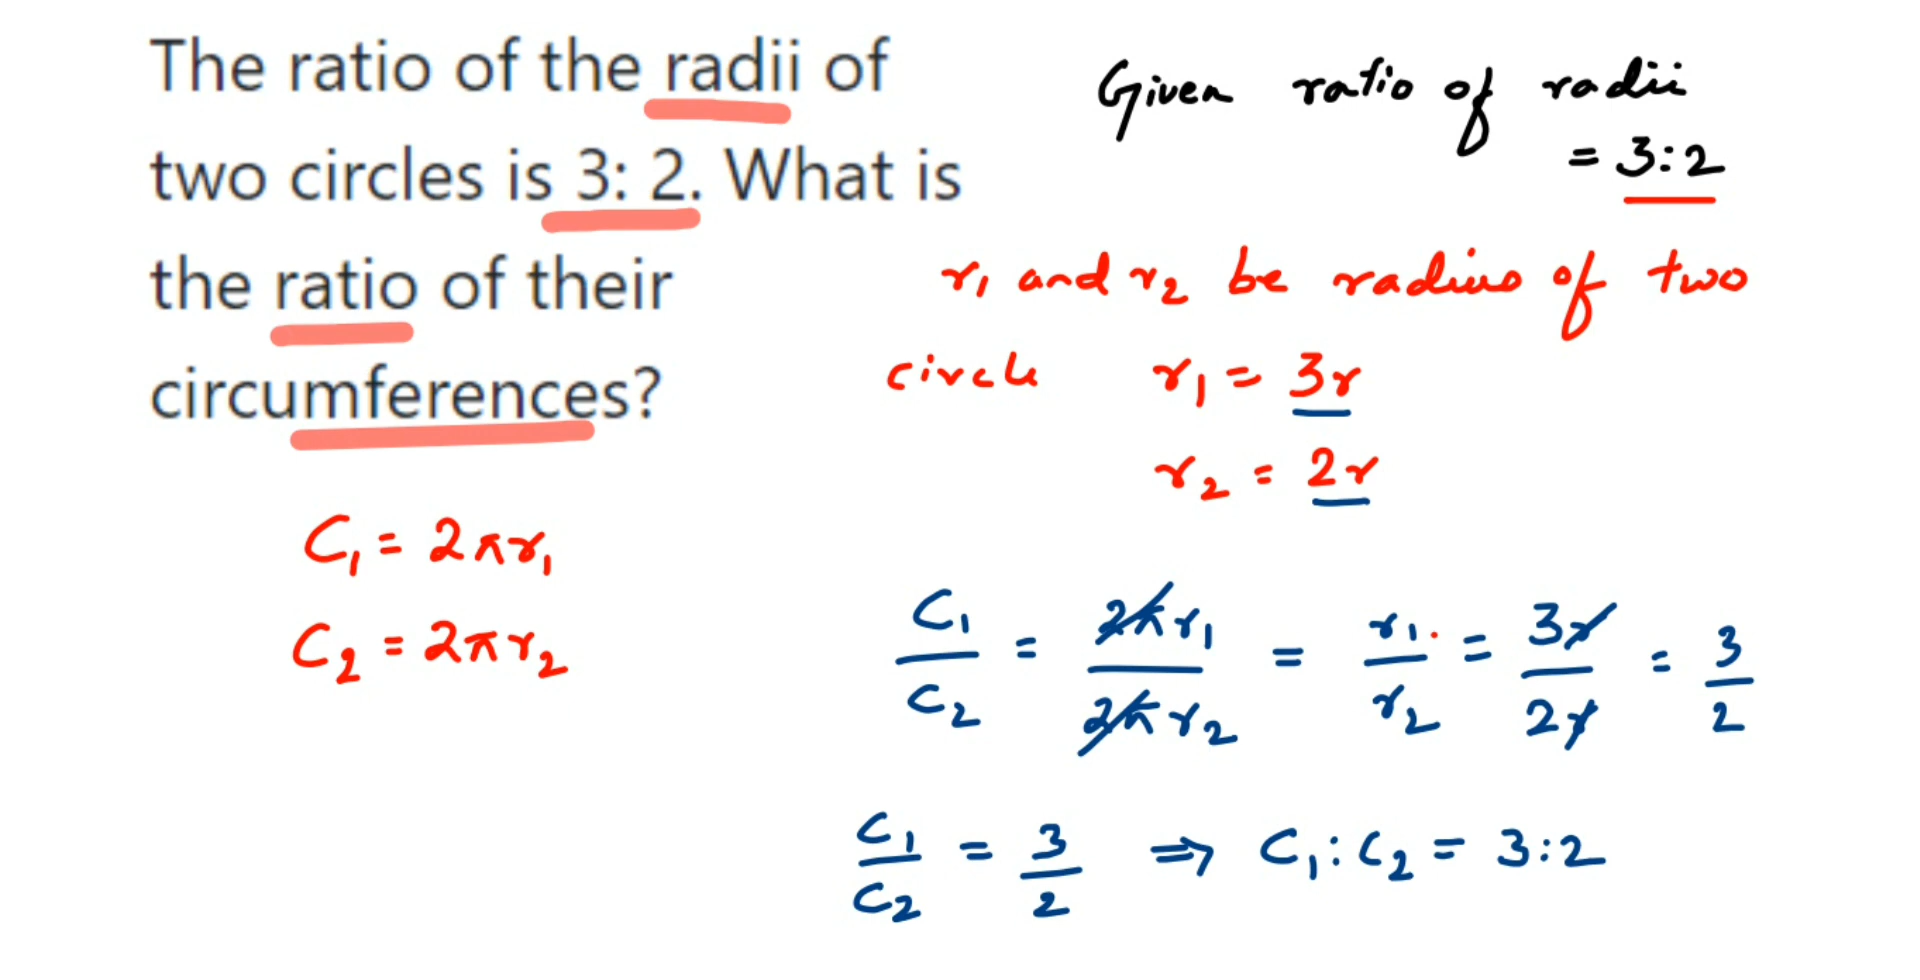 The ratio of the radii of
two circles is 3: 2. What is
the ratio of their
circumferences?
C₁ = 2πr₁
C₂ = 2πr₂
Given ratio of radii
= 3:2
r₁ and r₂ be radius of two
circle r₁ = 3r
r₂ = 2r
C₁/C₂ = 2πr₁/2πr₂ = r₁/r₂ = 3r/2r = 3/2
C₁/C₂ = 3/2 ⇒ C₁:C₂ = 3:2